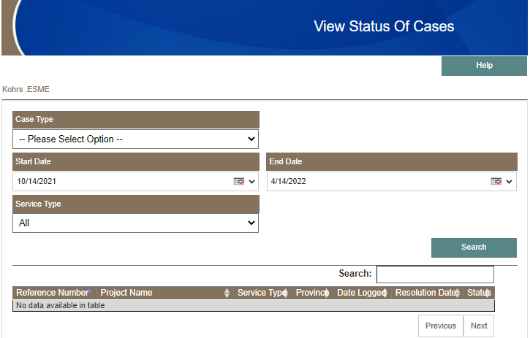 View Status Of Cases
Help
Kohrs ,ESME
Case Type
-- Please Select Option --
Start Date End Date
10/14/2021 4/14/2022
Service Type
All
Search
Search:
Reference Number Project Name Service Type Province Date Logged Resolution Date Status
No data available in table
Previous Next